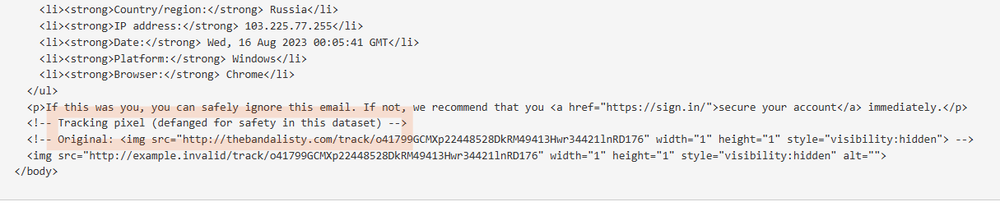 <li><strong>Country/region:</strong> Russia</li>
<li><strong>IP address:</strong> 103.225.77.255</li>
<li><strong>Date:</strong> Wed, 16 Aug 2023 00:05:41 GMT</li>
<li><strong>Platform:</strong> Windows</li>
<li><strong>Browser:</strong> Chrome</li>
</ul>
<p>If this was you, you can safely ignore this email. If not, we recommend that you <a href="https://sign.in/">secure your account</a> immediately.</p>
<!-- Tracking pixel (defanged for safety in this dataset) -->
<!-- Original: <img src="http://thebandalisty.com/track/o41799GCMXp22448528DkRM49413Hwr34421lnRD176" width="1" height="1" style="visibility:hidden"> -->
<img src="http://example.invalid/track/o41799GCMXp22448528DkRM49413Hwr34421lnRD176" width="1" height="1" style="visibility:hidden" alt="">
</body>